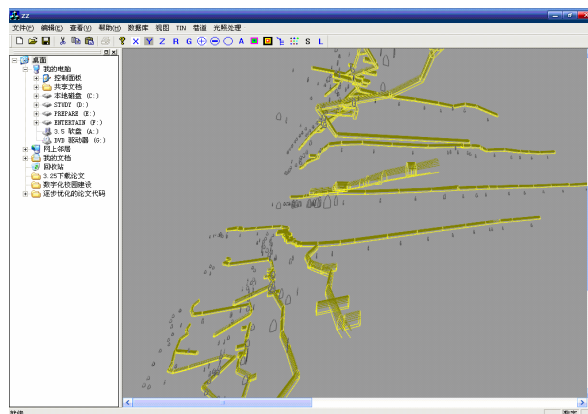 zz
文件(F) 编辑(E) 查看(V) 帮助(H) 数据库 视图 TIN 巷道 光照处理
X Y Z R G A S L
桌面
我的电脑
控制面板
共享文档
本地磁盘 (C:)
STUDY (D:)
PREPARE (E:)
ENTERTAIN (F:)
3.5 软盘 (A:)
DVD 驱动器 (G:)
网上邻居
我的文档
回收站
3.25下载论文
数字化校园建设
逐步优化的论文代码
就绪
数字